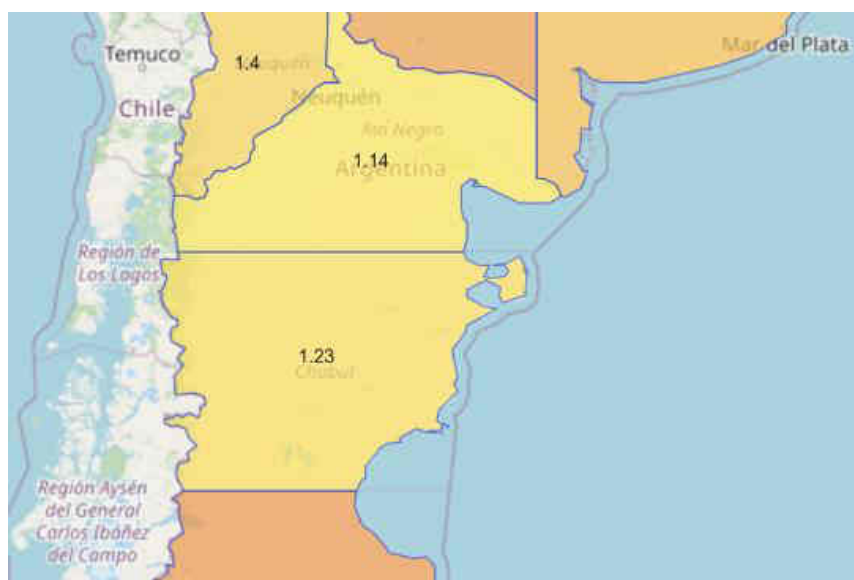 Temuco
Mar del Plata
1.4
Neuquén
Neuquén
Chile
Río Negro
1.14
Argentina
Región de
Los Lagos
1.23
Chubut
Región Aysén
del General
Carlos Ibáñez
del Campo